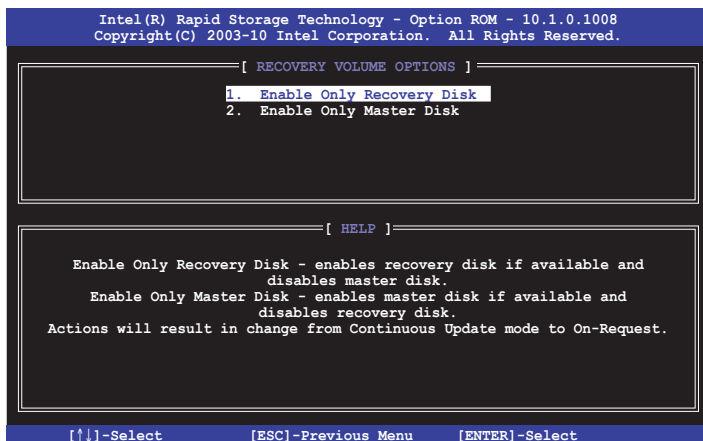 Intel(R) Rapid Storage Technology - Option ROM - 10.1.0.1008
Copyright(C) 2003-10 Intel Corporation. All Rights Reserved.
[ RECOVERY VOLUME OPTIONS ]
1. Enable Only Recovery Disk
2. Enable Only Master Disk
[ HELP ]
Enable Only Recovery Disk - enables recovery disk if available and
disables master disk.
Enable Only Master Disk - enables master disk if available and
disables recovery disk.
Actions will result in change from Continuous Update mode to On-Request.
[↑↓]-Select [ESC]-Previous Menu [ENTER]-Select